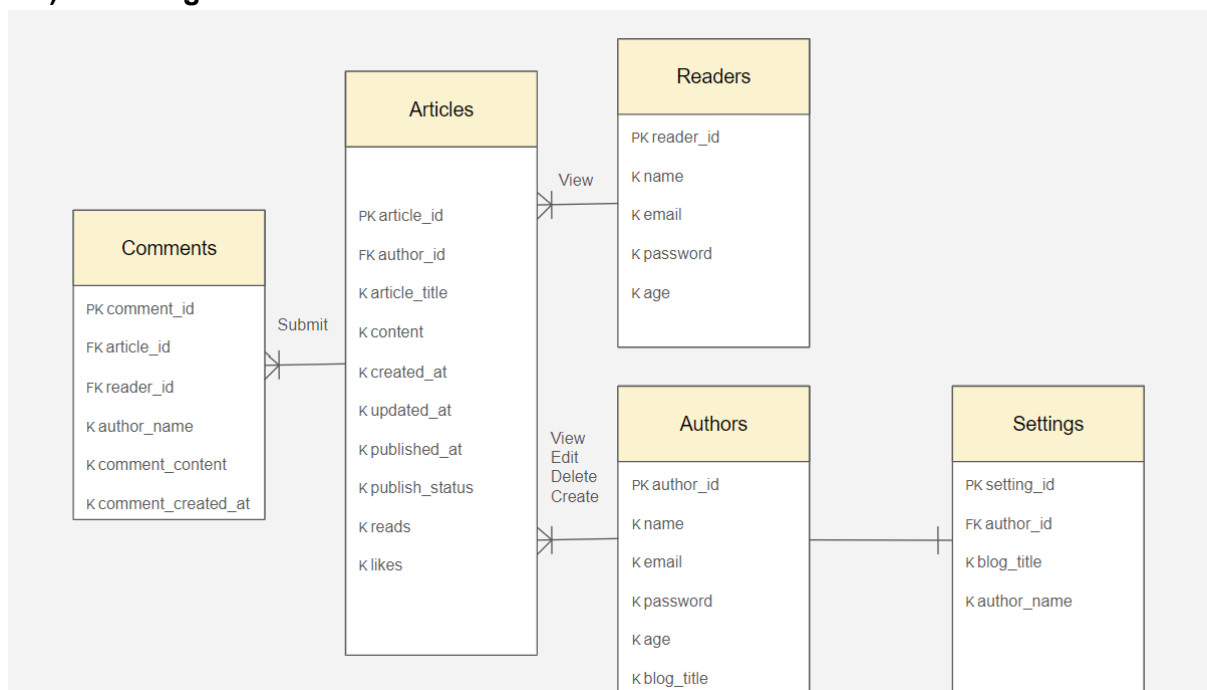 Comments
PK comment_id
FK article_id
FK reader_id
K author_name
K comment_content
K comment_created_at
Submit
Articles
PK article_id
FK author_id
K article_title
K content
K created_at
K updated_at
K published_at
K publish_status
K reads
K likes
View
Readers
PK reader_id
K name
K email
K password
K age
View
Edit
Delete
Create
Authors
PK author_id
K name
K email
K password
K age
K blog_title
Settings
PK setting_id
FK author_id
K blog_title
K author_name